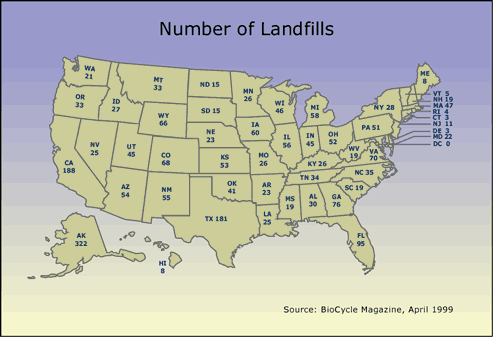 Number of Landfills
WA
21
MT
33
ND 15
MN
26
ME
8
VT 5
NH 19
MA 47
RI 4
CT 3
NJ 11
DE 3
MD 22
DC 0
OR
33
ID
27
WY
66
SD 15
WI
46
MI
58
NY 28
PA 51
NV
25
UT
45
CO
68
NE
23
IA
60
IL
56
IN
45
OH
52
WV
19
VA
70
CA
188
KS
53
MO
26
KY 26
NC 35
AZ
54
NM
55
OK
41
AR
23
TN 34
SC 19
TX 181
LA
25
MS
19
AL
30
GA
76
FL
95
AK
322
HI
8
Source: BioCycle Magazine, April 1999